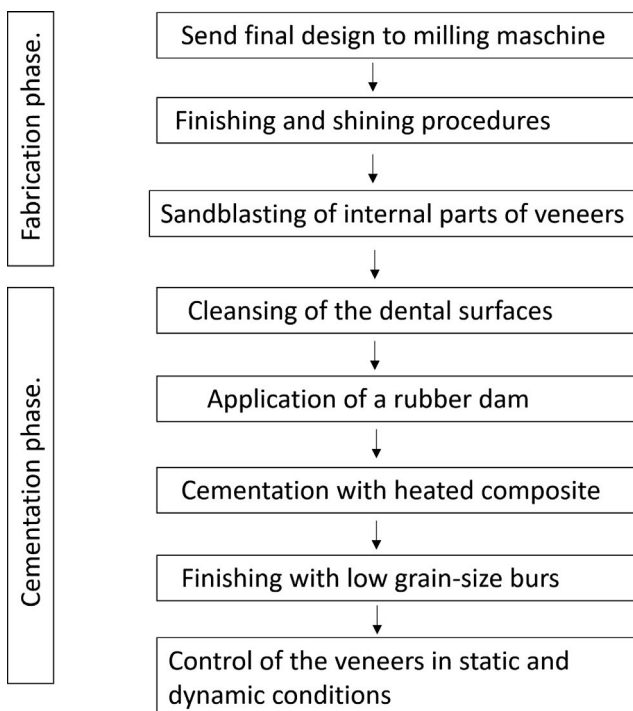 Fabrication phase.
Send final design to milling maschine
Finishing and shining procedures
Sandblasting of internal parts of veneers
Cementation phase.
Cleansing of the dental surfaces
Application of a rubber dam
Cementation with heated composite
Finishing with low grain-size burs
Control of the veneers in static and
dynamic conditions